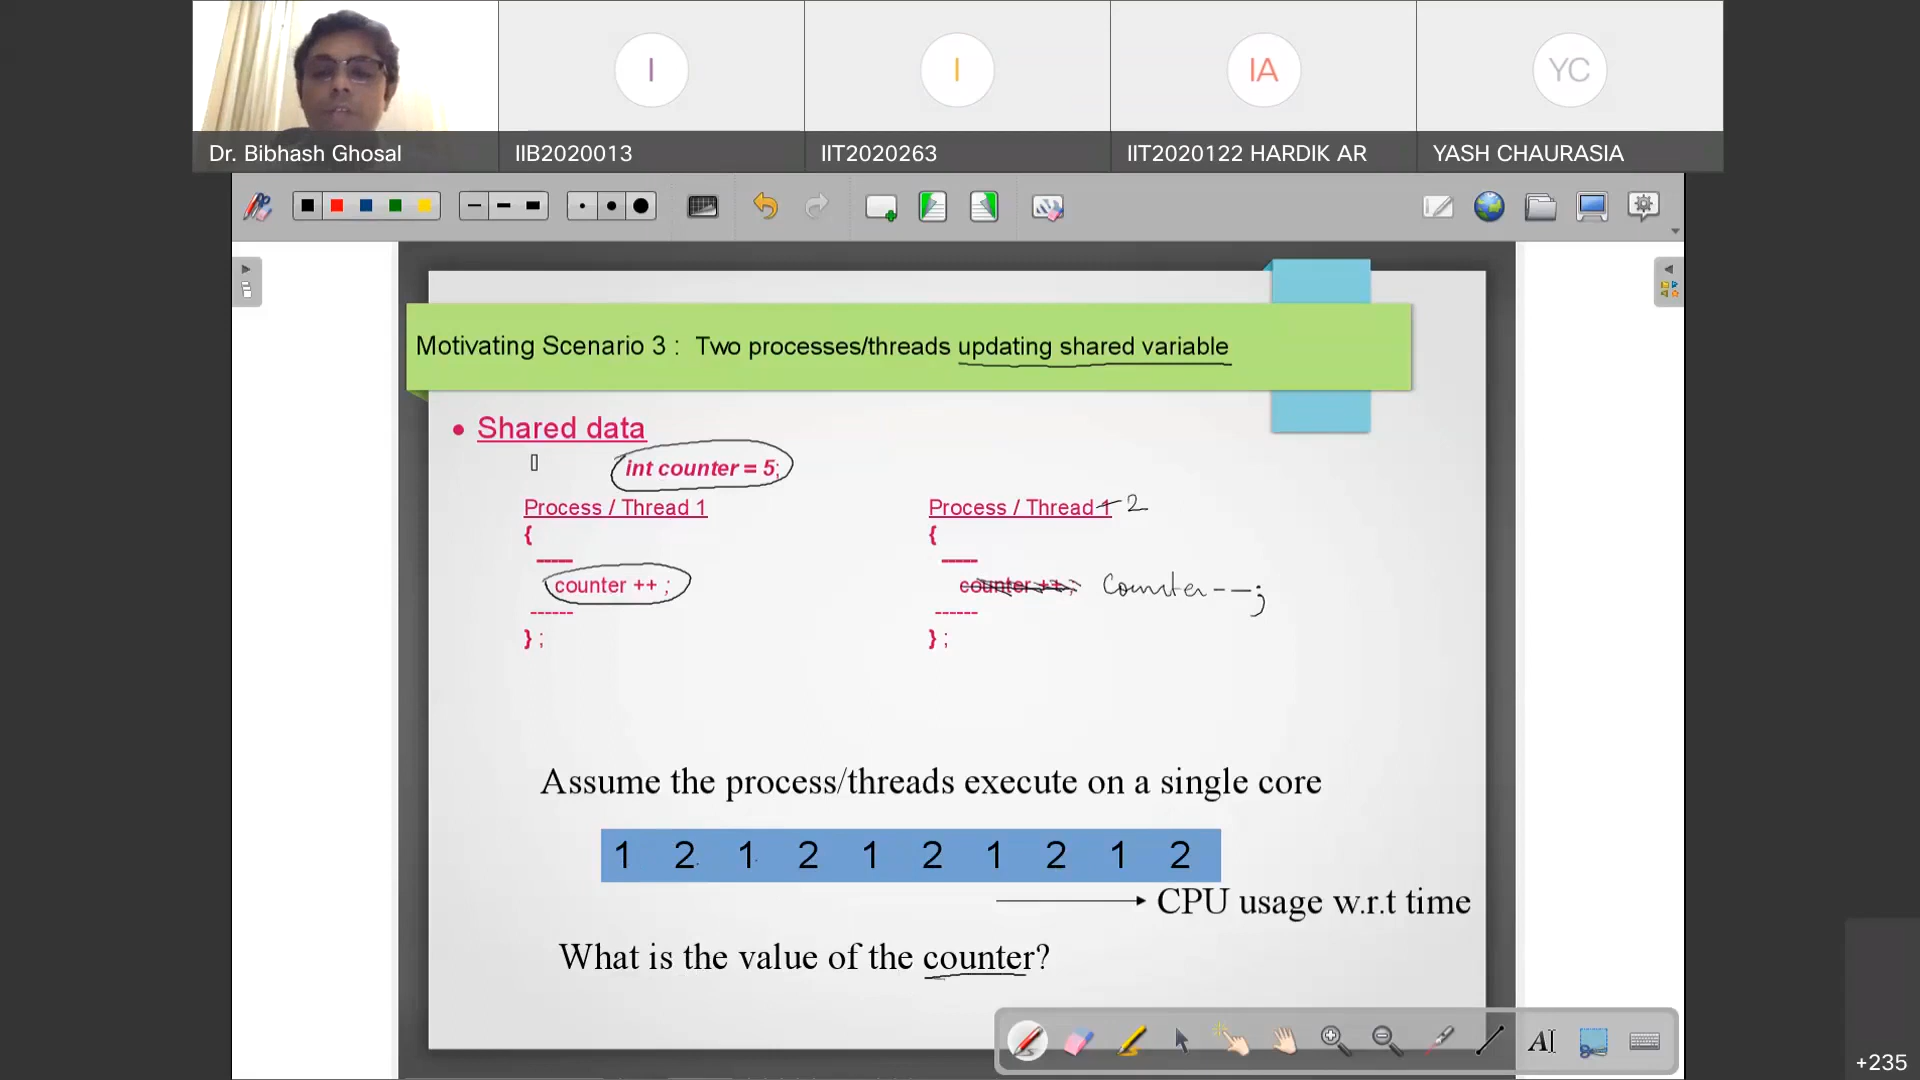 I
I
IA
YC
Dr. Bibhash Ghosal
IIB2020013
IIT2020263
IIT2020122 HARDIK AR
YASH CHAURASIA
Motivating Scenario 3 : Two processes/threads updating shared variable
• Shared data
int counter = 5;
Process / Thread 1
{
-----
counter ++ ;
------
} ;
Process / Thread 1 2
{
-----
counter ++ ; Counter--;
------
} ;
Assume the process/threads execute on a single core
1 2 1 2 1 2 1 2 1 2
CPU usage w.r.t time
What is the value of the counter?
AI
+235